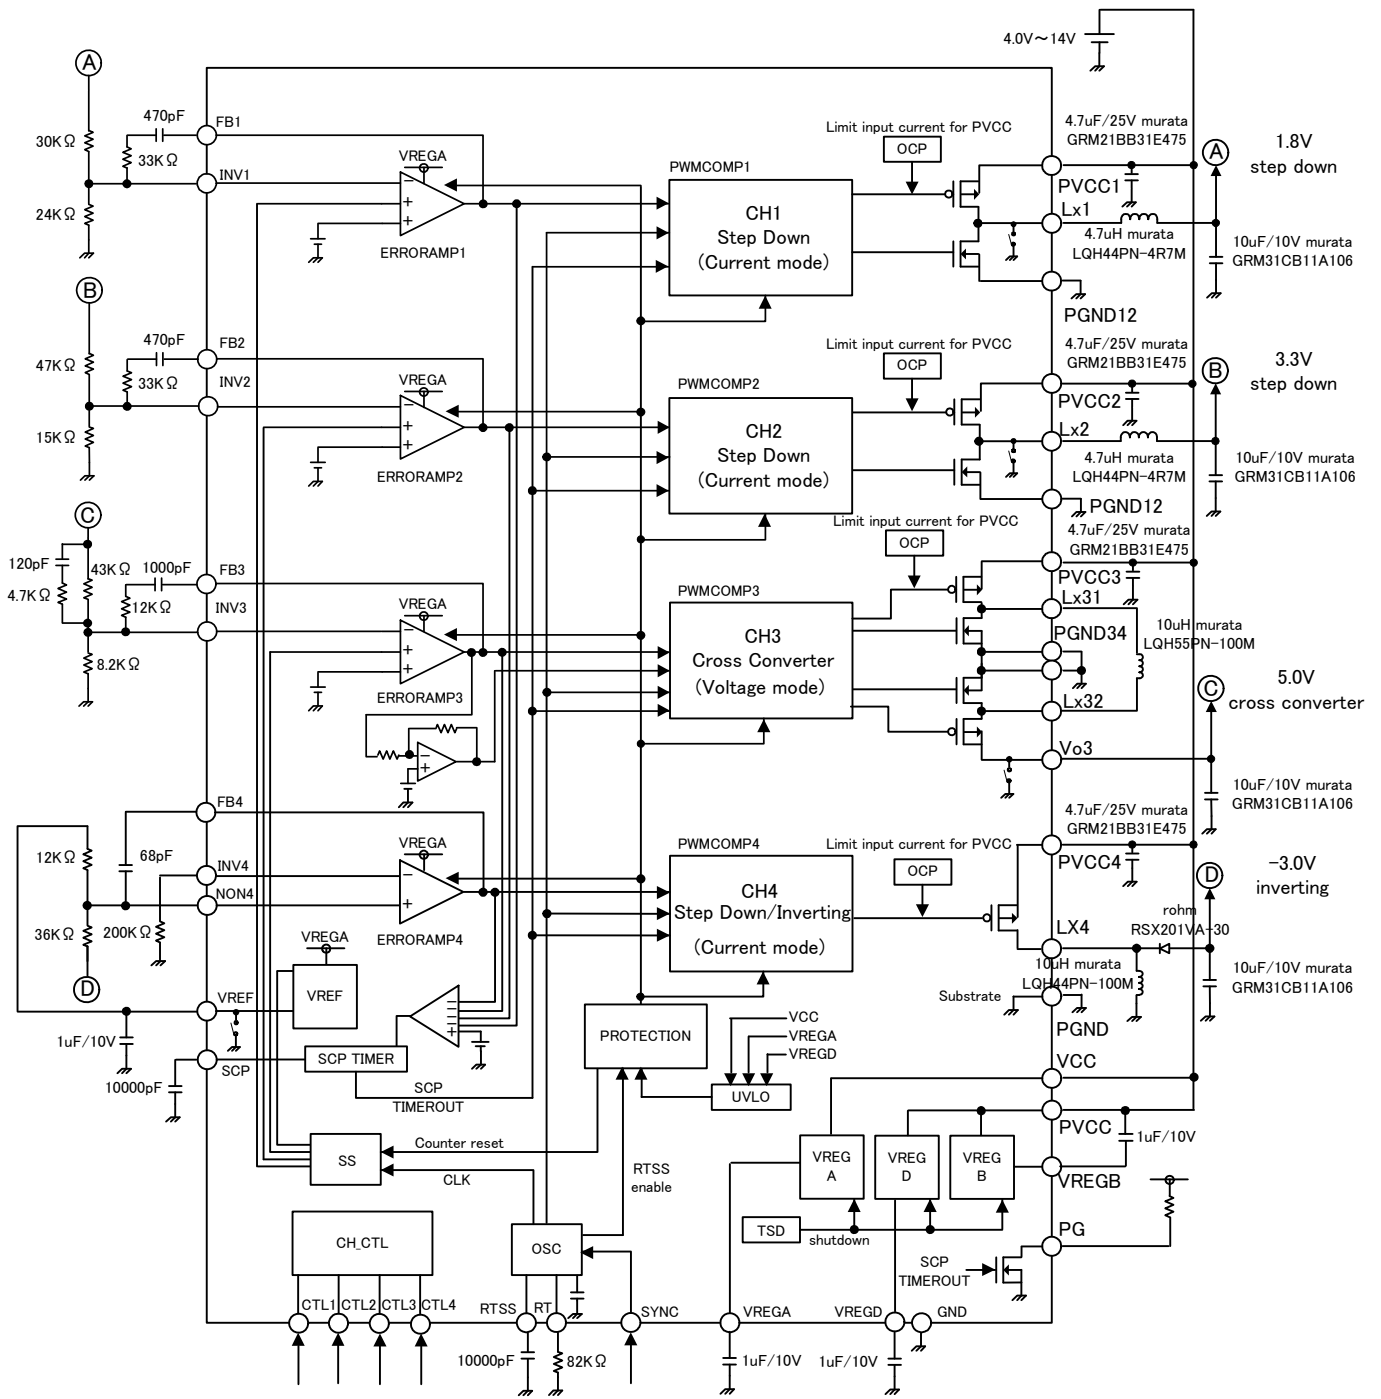 4.0V～14V
A
30KΩ
470pF
33KΩ
24KΩ
FB1
INV1
VREGA
ERRORAMP1
PWMCOMP1
CH1
Step Down
(Current mode)
Limit input current for PVCC
OCP
4.7uF/25V murata
GRM21BB31E475
PVCC1
Lx1
4.7uH murata
LQH44PN-4R7M
PGND12
A
1.8V
step down
10uF/10V murata
GRM31CB11A106
B
47KΩ
470pF
33KΩ
15KΩ
FB2
INV2
VREGA
ERRORAMP2
PWMCOMP2
CH2
Step Down
(Current mode)
Limit input current for PVCC
OCP
4.7uF/25V murata
GRM21BB31E475
PVCC2
Lx2
4.7uH murata
LQH44PN-4R7M
PGND12
B
3.3V
step down
10uF/10V murata
GRM31CB11A106
C
120pF
4.7KΩ
43KΩ
1000pF
12KΩ
8.2KΩ
FB3
INV3
VREGA
ERRORAMP3
PWMCOMP3
CH3
Cross Converter
(Voltage mode)
Limit input current for PVCC
OCP
4.7uF/25V murata
GRM21BB31E475
PVCC3
Lx31
PGND34
10uH murata
LQH55PN-100M
Lx32
Vo3
C
5.0V
cross converter
10uF/10V murata
GRM31CB11A106
FB4
12KΩ
68pF
INV4
NON4
36KΩ
200KΩ
D
VREGA
ERRORAMP4
PWMCOMP4
CH4
Step Down/Inverting
(Current mode)
Limit input current for PVCC
OCP
4.7uF/25V murata
GRM21BB31E475
PVCC4
LX4
D
-3.0V
inverting
rohm
RSX201VA-30
10uH murata
LQH44PN-100M
10uF/10V murata
GRM31CB11A106
Substrate
PGND
VREGA
VREF
VREF
1uF/10V
SCP
10000pF
SCP TIMER
SCP
TIMEROUT
PROTECTION
VCC
VREGA
VREGD
UVLO
VCC
PVCC
1uF/10V
VREGB
SS
Counter reset
CLK
RTSS
enable
VREG
A
VREG
D
VREG
B
TSD
shutdown
PG
SCP
TIMEROUT
CH_CTL
OSC
CTL1
CTL2
CTL3
CTL4
RTSS
RT
SYNC
VREGA
VREGD
GND
10000pF
82KΩ
1uF/10V
1uF/10V